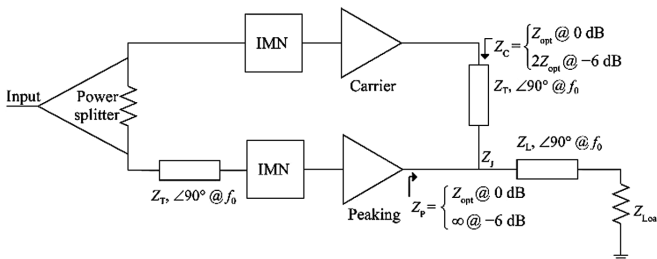 IMN
Carrier
Z_C = { Z_opt @ 0 dB
2Z_opt @ −6 dB
Z_T, ∠90° @ f_0
Input
Power
splitter
Z_T, ∠90° @ f_0
IMN
Peaking
Z_P = { Z_opt @ 0 dB
∞ @ −6 dB
Z_J
Z_L, ∠90° @ f_0
Z_Loa